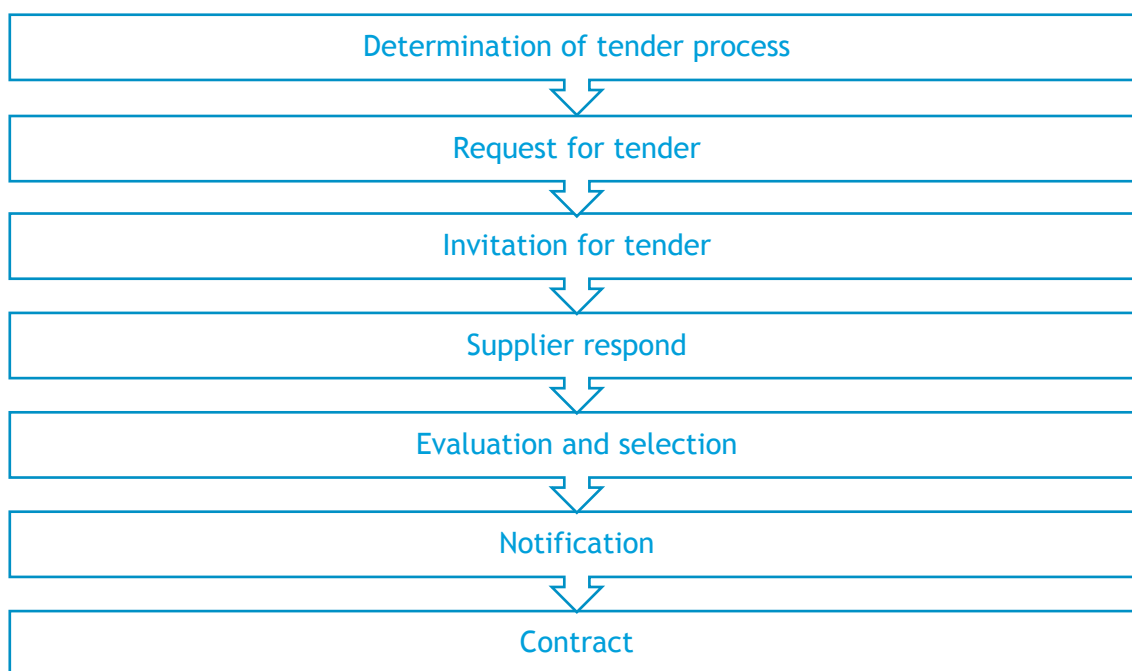 Determination of tender process
Request for tender
Invitation for tender
Supplier respond
Evaluation and selection
Notification
Contract